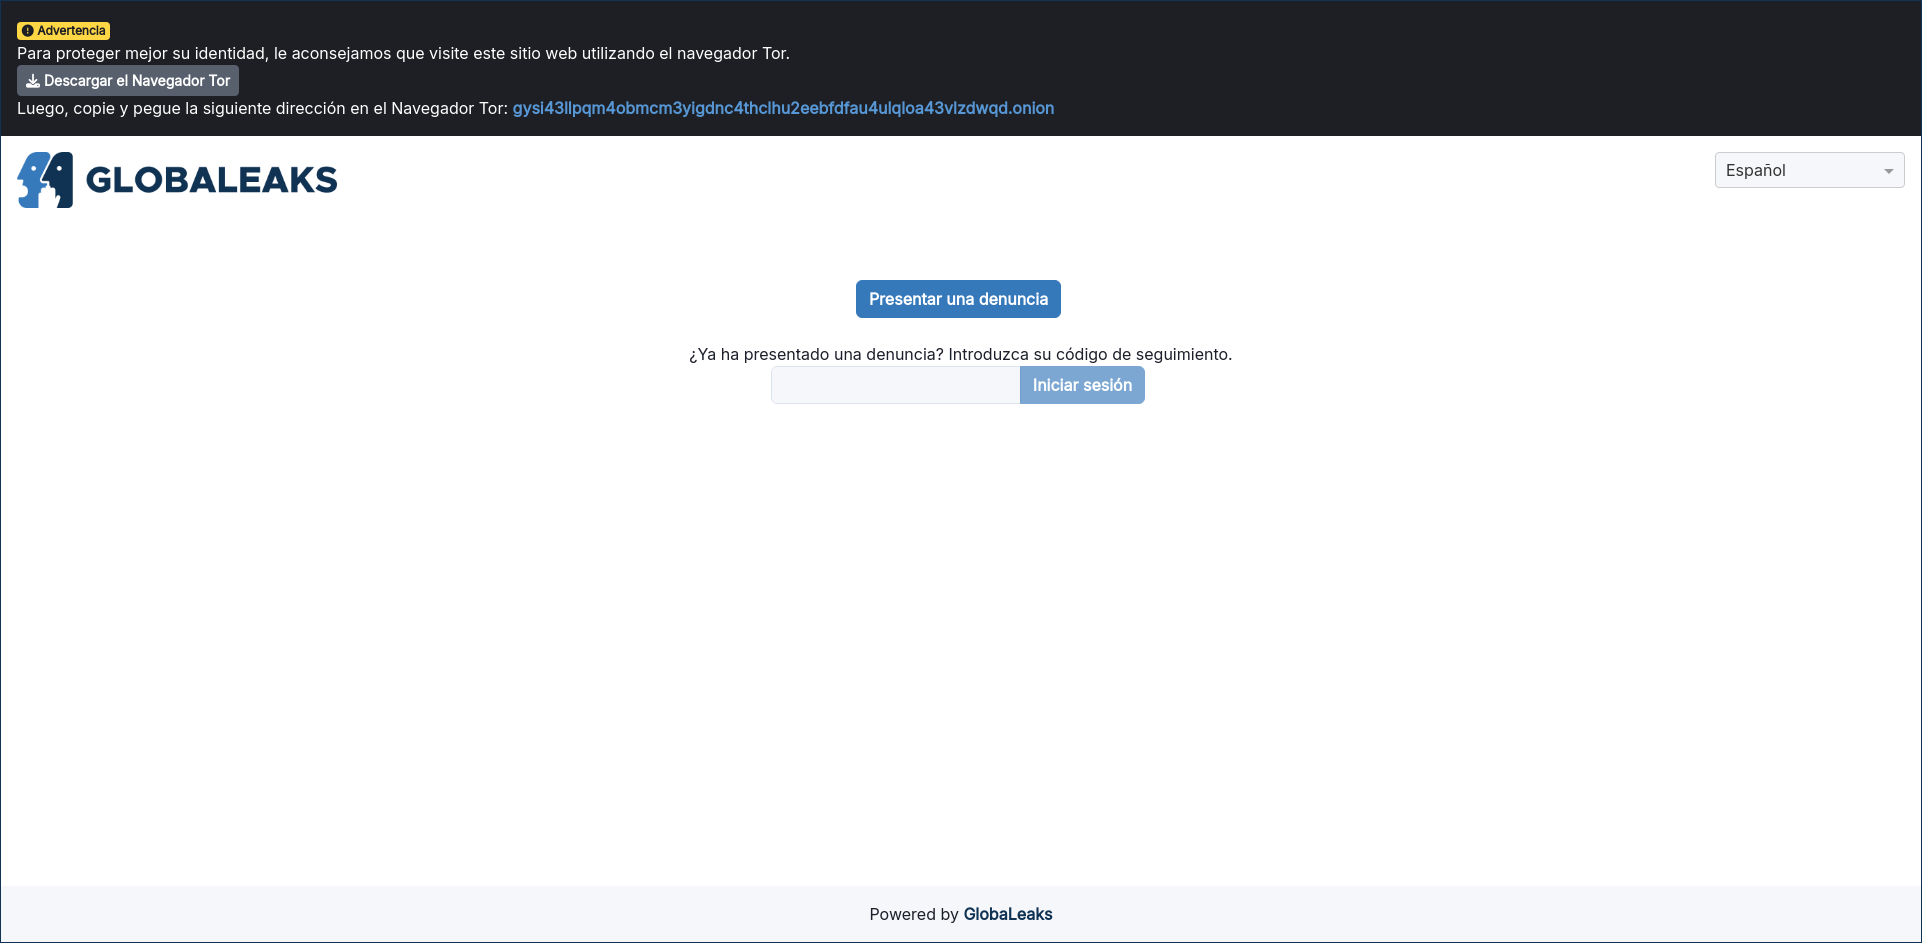 Advertencia
Para proteger mejor su identidad, le aconsejamos que visite este sitio web utilizando el navegador Tor.
Descargar el Navegador Tor
Luego, copie y pegue la siguiente dirección en el Navegador Tor: gysi43llpqm4obmcm3yigdnc4thclhu2eebfdfau4ulqloa43vlzdwqd.onion
GLOBALEAKS
Español
Presentar una denuncia
¿Ya ha presentado una denuncia? Introduzca su código de seguimiento.
Iniciar sesión
Powered by GlobaLeaks